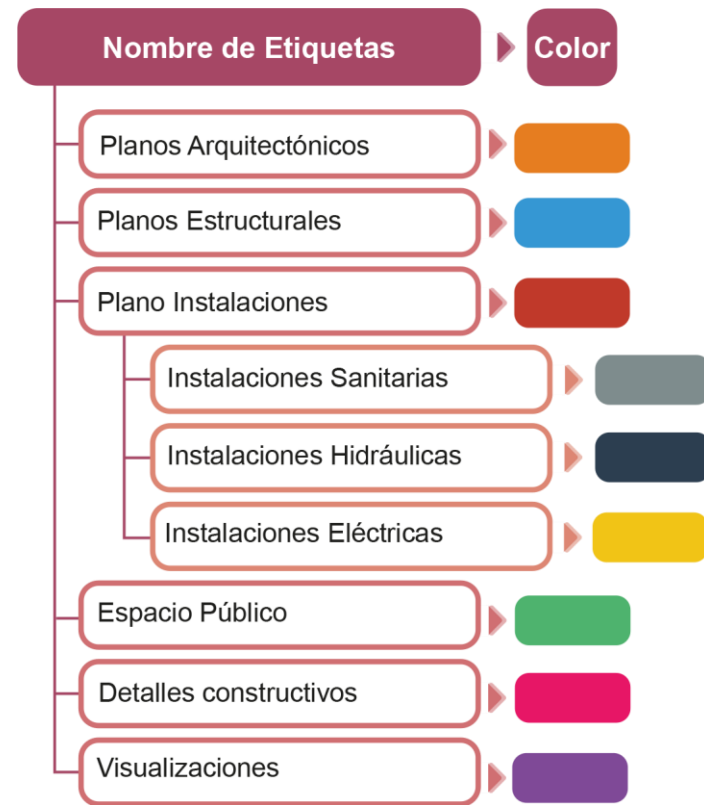 Nombre de Etiquetas
Color
Planos Arquitectónicos
Planos Estructurales
Plano Instalaciones
Instalaciones Sanitarias
Instalaciones Hidráulicas
Instalaciones Eléctricas
Espacio Público
Detalles constructivos
Visualizaciones